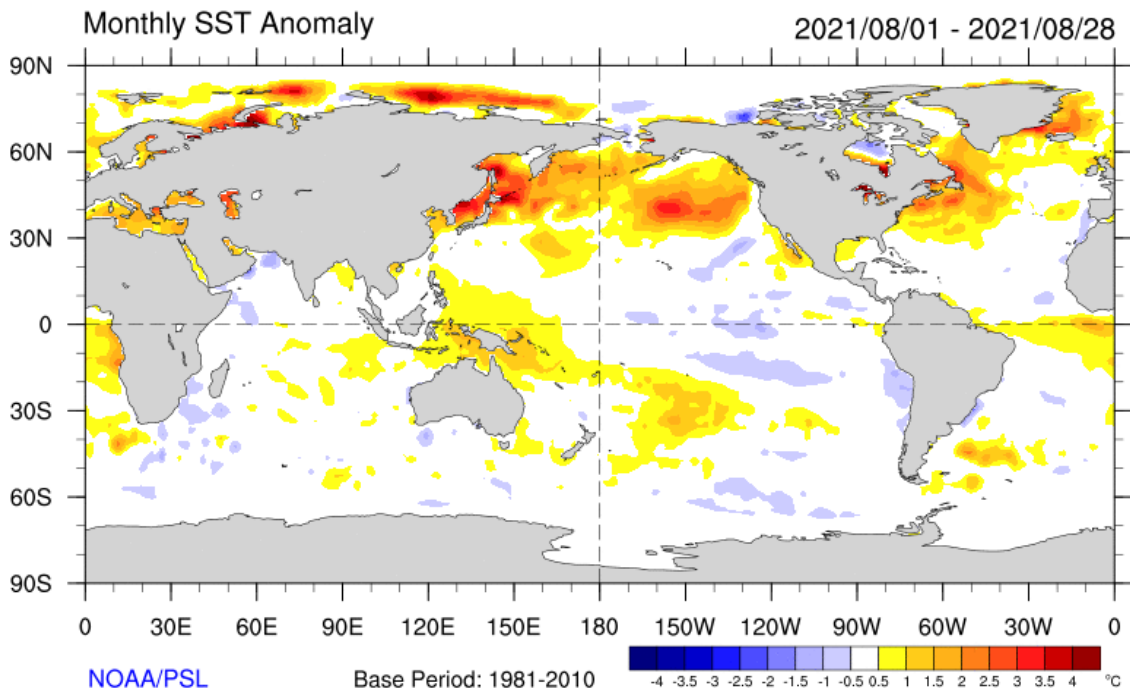 Monthly SST Anomaly 2021/08/01 - 2021/08/28
90N
60N
30N
0
30S
60S
90S
0 30E 60E 90E 120E 150E 180 150W 120W 90W 60W 30W 0
NOAA/PSL Base Period: 1981-2010
-4 -3.5 -3 -2.5 -2 -1.5 -1 -0.5 0.5 1 1.5 2 2.5 3 3.5 4 °C